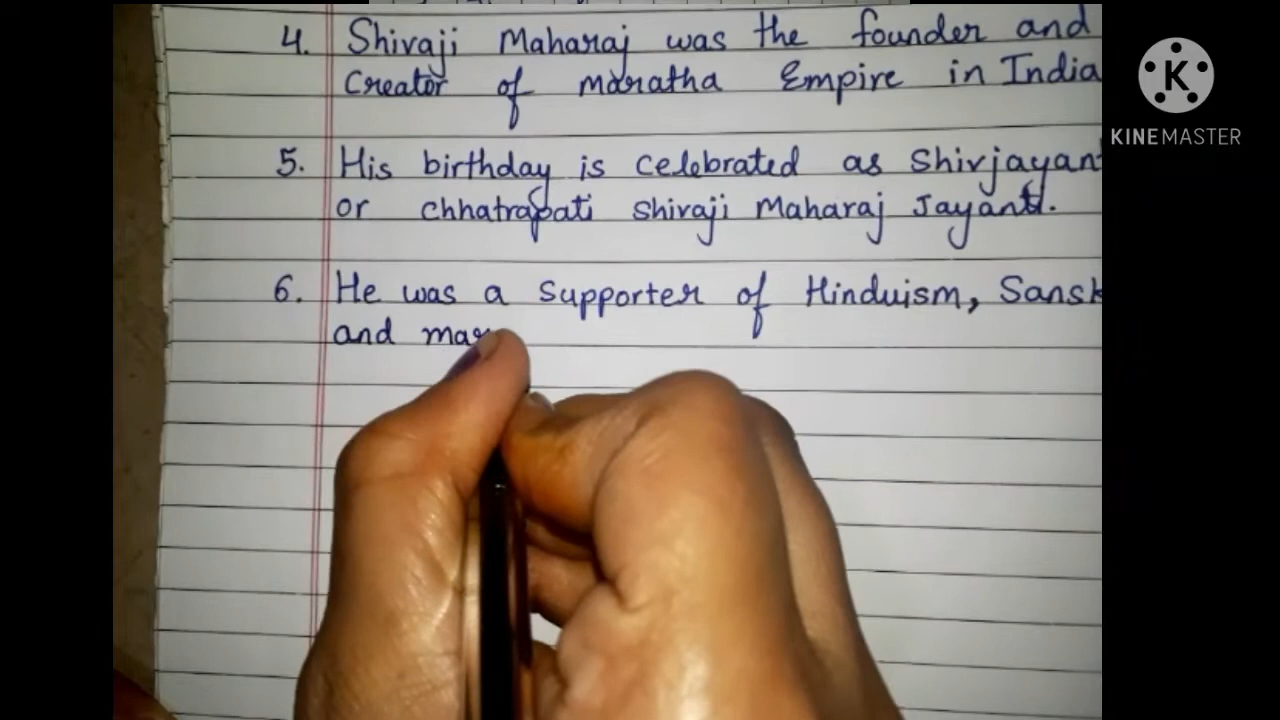 4. Shivaji Maharaj was the founder and
Creator of maratha Empire in India
5. His birthday is celebrated as Shivjayan
or chhatrapati Shivaji Maharaj Jayanti.
6. He was a supporter of Hinduism, Sansk
and mar
K
KINEMASTER